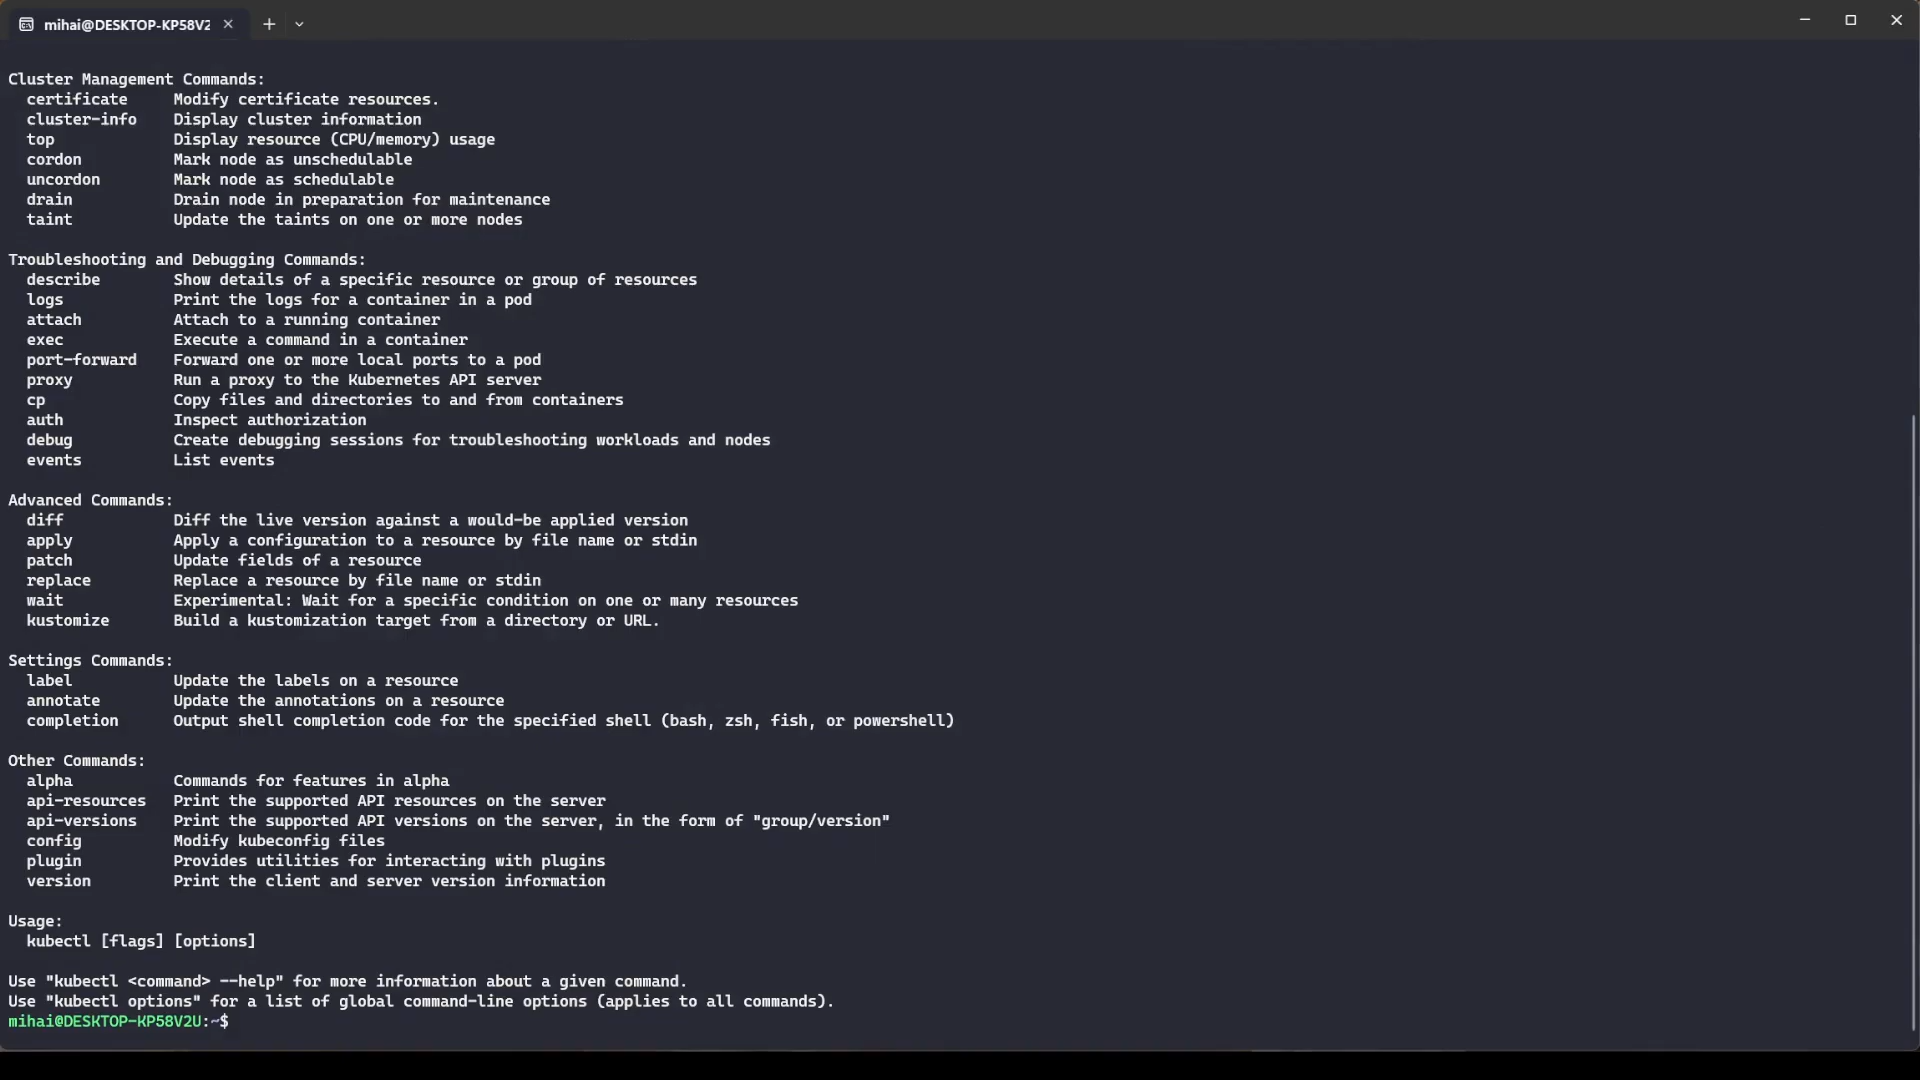 mihai@DESKTOP-KP58V2
Cluster Management Commands:
  certificate     Modify certificate resources.
  cluster-info    Display cluster information
  top             Display resource (CPU/memory) usage
  cordon          Mark node as unschedulable
  uncordon        Mark node as schedulable
  drain           Drain node in preparation for maintenance
  taint           Update the taints on one or more nodes

Troubleshooting and Debugging Commands:
  describe        Show details of a specific resource or group of resources
  logs            Print the logs for a container in a pod
  attach          Attach to a running container
  exec            Execute a command in a container
  port-forward    Forward one or more local ports to a pod
  proxy           Run a proxy to the Kubernetes API server
  cp              Copy files and directories to and from containers
  auth            Inspect authorization
  debug           Create debugging sessions for troubleshooting workloads and nodes
  events          List events

Advanced Commands:
  diff            Diff the live version against a would-be applied version
  apply           Apply a configuration to a resource by file name or stdin
  patch           Update fields of a resource
  replace         Replace a resource by file name or stdin
  wait            Experimental: Wait for a specific condition on one or many resources
  kustomize       Build a kustomization target from a directory or URL.

Settings Commands:
  label           Update the labels on a resource
  annotate        Update the annotations on a resource
  completion      Output shell completion code for the specified shell (bash, zsh, fish, or powershell)

Other Commands:
  alpha           Commands for features in alpha
  api-resources   Print the supported API resources on the server
  api-versions    Print the supported API versions on the server, in the form of "group/version"
  config          Modify kubeconfig files
  plugin          Provides utilities for interacting with plugins
  version         Print the client and server version information

Usage:
  kubectl [flags] [options]

Use "kubectl <command> --help" for more information about a given command.
Use "kubectl options" for a list of global command-line options (applies to all commands).
mihai@DESKTOP-KP58V2U:~$